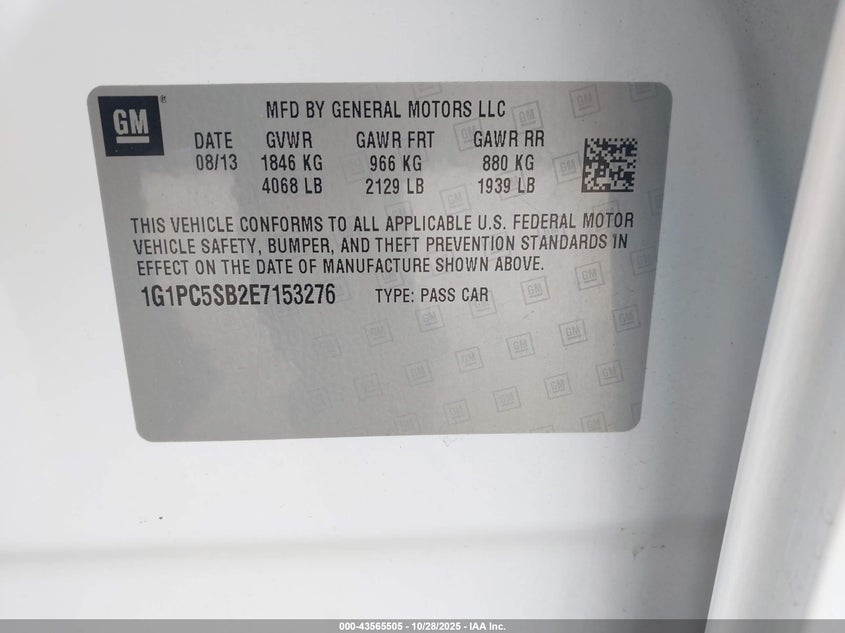 GM
MFD BY GENERAL MOTORS LLC
DATE GVWR GAWR FRT GAWR RR
08/13 1846 KG 966 KG 880 KG
4068 LB 2129 LB 1939 LB
THIS VEHICLE CONFORMS TO ALL APPLICABLE U.S. FEDERAL MOTOR
VEHICLE SAFETY, BUMPER, AND THEFT PREVENTION STANDARDS IN
EFFECT ON THE DATE OF MANUFACTURE SHOWN ABOVE.
1G1PC5SB2E7153276 TYPE: PASS CAR
000-43565505 - 10/28/2025 - IAA Inc.